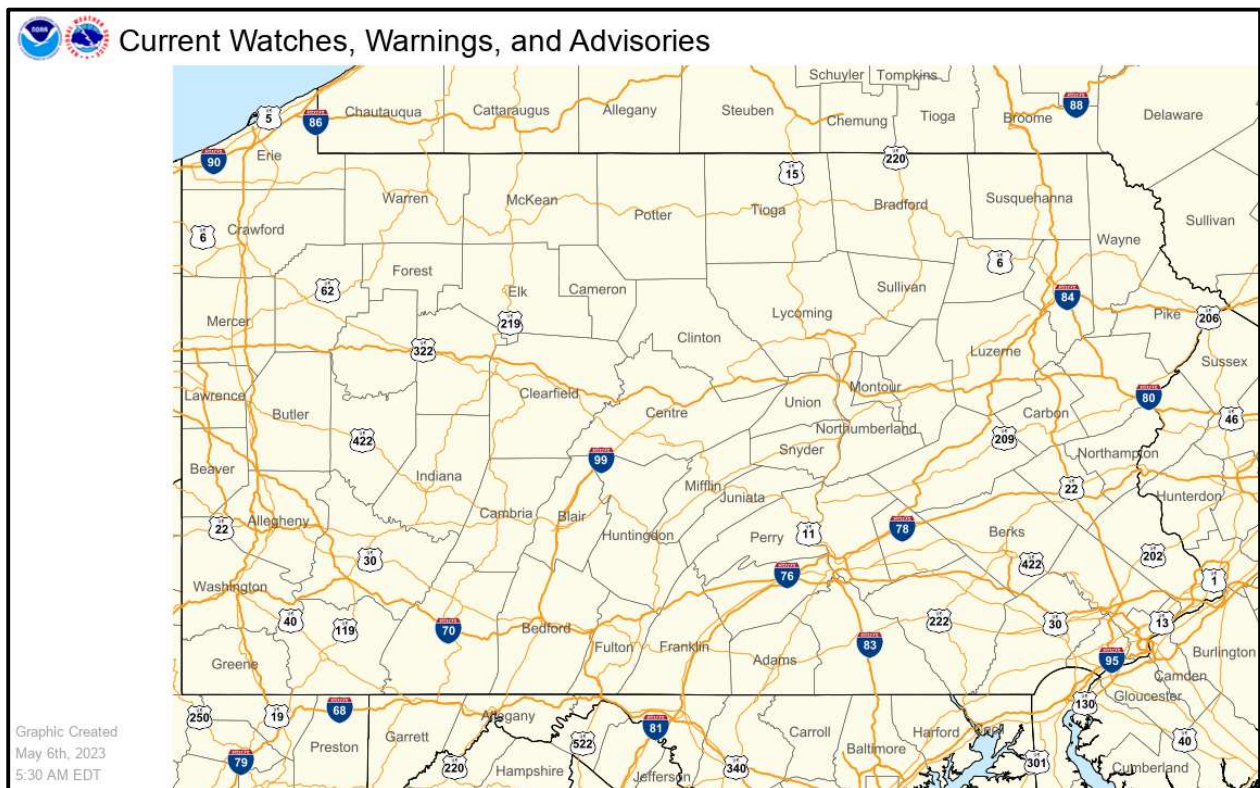 Current Watches, Warnings, and Advisories
NOAA
Schuyler
Tompkins
Chautauqua
Cattaraugus
Allegany
Steuben
Chemung
Tioga
Broome
88
Delaware
5
86
90
Erie
15
220
Warren
McKean
Potter
Tioga
Bradford
Susquehanna
Sullivan
6
Crawford
Wayne
Forest
62
Elk
Cameron
Sullivan
6
84
Mercer
219
Lycoming
Pike
206
322
Clinton
Luzerne
Sussex
Lawrence
Butler
Clearfield
Centre
Union
Montour
Carbon
80
46
422
Northumberland
209
99
Snyder
Northampton
Beaver
Indiana
Mifflin
Juniata
22
Hunterdon
22
Allegheny
Cambria
Blair
Huntingdon
Perry
11
78
Berks
30
76
422
202
1
Washington
40
119
70
Bedford
222
30
13
Greene
Fulton
Franklin
Adams
83
95
Burlington
Camden
Gloucester
250
19
68
Allegany
81
130
Preston
Garrett
522
Carroll
Baltimore
Harford
Cecil
40
79
220
Hampshire
Jefferson
340
301
Cumberland
Graphic Created
May 6th, 2023
5:30 AM EDT